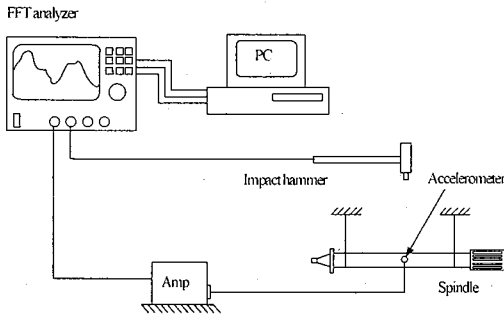 FFT analyzer
PC
Impact hammer
Accelerometer
Amp
Spindle